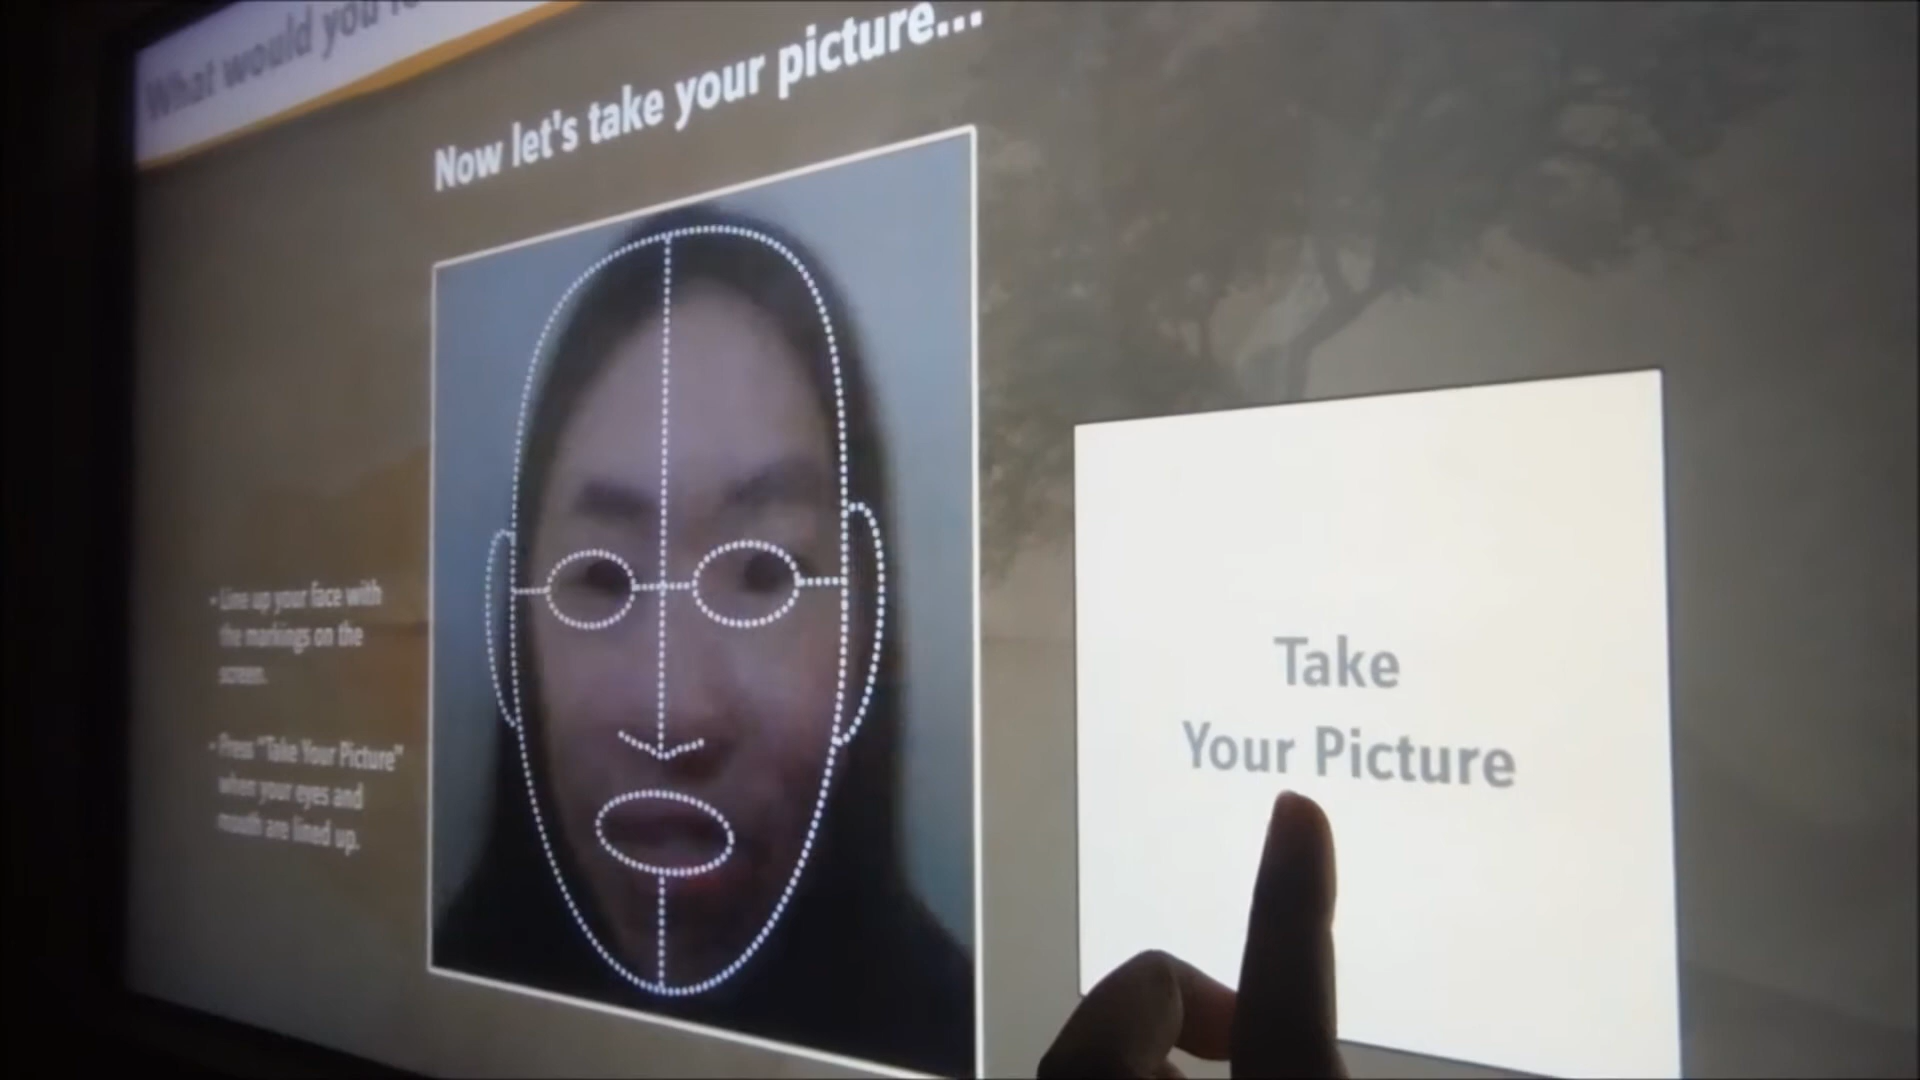 What would you
Now let's take your picture...
- Line up your face with
the markings on the
screen.
- Press "Take Your Picture"
when your eyes and
mouth are lined up.
Take
Your Picture